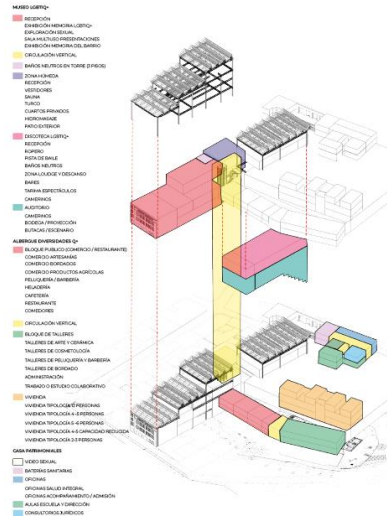 MUSEO LGBTIQ+
RECEPCIÓN
EXHIBICIÓN MEMORIA LGBTIQ+
EXPLORACIÓN SEXUAL
SALA MULTIUSO PRESENTACIONES
EXHIBICIÓN MEMORIA DEL BARRIO
CIRCULACIÓN VERTICAL
BAÑOS NEUTROS EN TORRE (3 PISOS)
ZONA HÚMEDA
RECEPCIÓN
VESTIDORES
SAUNA
TURCO
CUARTOS PRIVADOS
HIDROMASAJE
PATIO EXTERIOR
DISCOTECA LGBTIQ+
RECEPCIÓN
ROPERO
PISTA DE BAILE
BAÑOS NEUTROS
ZONA LOUDGE Y DESCANSO
BARES
TARIMA ESPECTÁCULOS
CAMERINOS
AUDITORIO
CAMERINOS
BODEGA / PROYECCIÓN
BUTACAS / ESCENARIO
ALBERGUE DIVERSIDADES Q+
BLOQUE PUBLICO (COMERCIO / RESTAURANTE)
COMERCIO ARTESANÍAS
COMERCIO BORDADOS
COMERCIO PRODUCTOS AGRÍCOLAS
PELUQUERÍA / BARBERÍA
HELADERÍA
CAFETERÍA
RESTAURANTE
COMEDORES
CIRCULACIÓN VERTICAL
BLOQUE DE TALLERES
TALLERES DE ARTE Y CERÁMICA
TALLERES DE COSMETOLOGÍA
TALLERES DE PELUQUERÍA Y BARBERÍA
TALLERES DE BORDADO
ADMINISTRACIÓN
TRABAJO O ESTUDIO COLABORATIVO
VIVIENDA
VIVIENDA TIPOLOGÍA PERSONAS
VIVIENDA TIPOLOGÍA 4-8 PERSONAS
VIVIENDA TIPOLOGÍA 5-6 PERSONAS
VIVIENDA TIPOLOGÍA 4-5 CAPACIDAD REDUCIDA
VIVIENDA TIPOLOGÍA 2-3 PERSONAS
CASA PATRIMONIALES
VIDEO SEXUAL
BATERÍAS SANITARIAS
OFICINAS
OFICINAS SALUD INTEGRAL
OFICINAS ACOMPAÑAMIENTO / ADMISIÓN
AULAS ESCUELA Y DIRECCIÓN
CONSULTORIOS JURÍDICOS